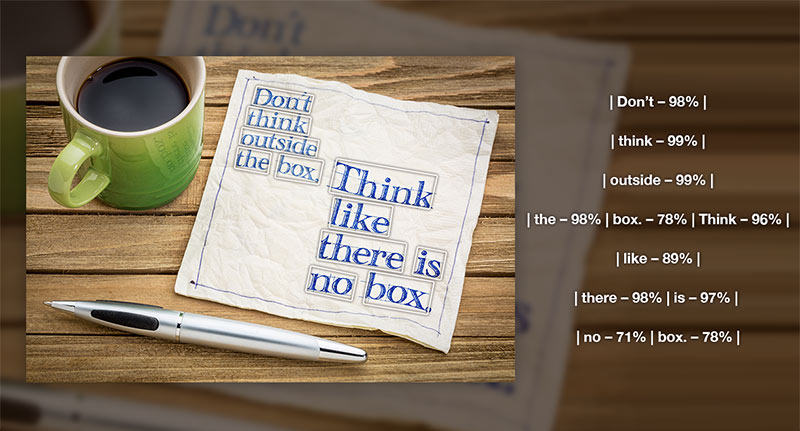 Don't
think
outside
the box.
Think
like
there is
no box.
| Don't – 98% |
| think – 99% |
| outside – 99% |
| the – 98% | box. – 78% | Think – 96% |
| like – 89% |
| there – 98% | is – 97% |
| no – 71% | box. – 78% |